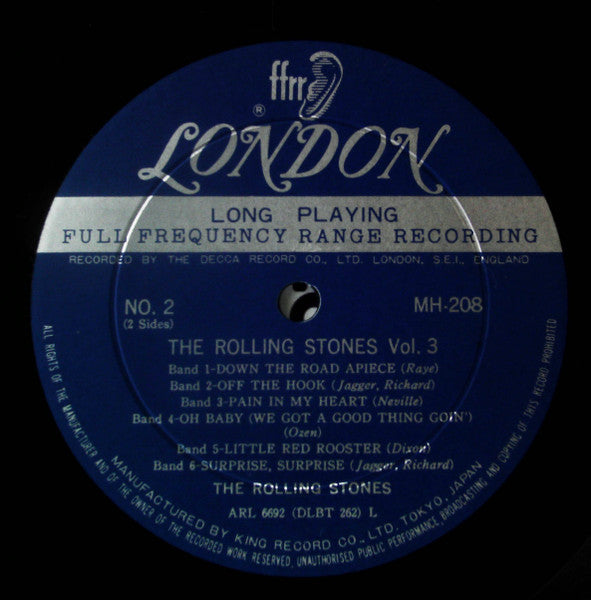 ffrr
®
LONDON
LONG PLAYING
FULL FREQUENCY RANGE RECORDING
RECORDED BY THE DECCA RECORD CO., LTD. LONDON, S.E.I., ENGLAND
NO. 2
(2 Sides)
MH-208
THE ROLLING STONES Vol. 3
Band 1-DOWN THE ROAD APIECE (Raye)
Band 2-OFF THE HOOK (Jagger, Richard)
Band 3-PAIN IN MY HEART (Neville)
Band 4-OH BABY (WE GOT A GOOD THING GOIN')
(Ozen)
Band 5-LITTLE RED ROOSTER (Dixon)
Band 6-SURPRISE, SURPRISE (Jagger, Richard)
THE ROLLING STONES
ARL 6692 (DLBT 262) L
MANUFACTURED BY KING RECORD CO., LTD. TOKYO, JAPAN
ALL RIGHTS OF THE MANUFACTURER AND OF THE OWNER OF THE RECORDED WORK RESERVED, UNAUTHORISED PUBLIC PERFORMANCE, BROADCASTING AND COPYING OF THIS RECORD PROHIBITED